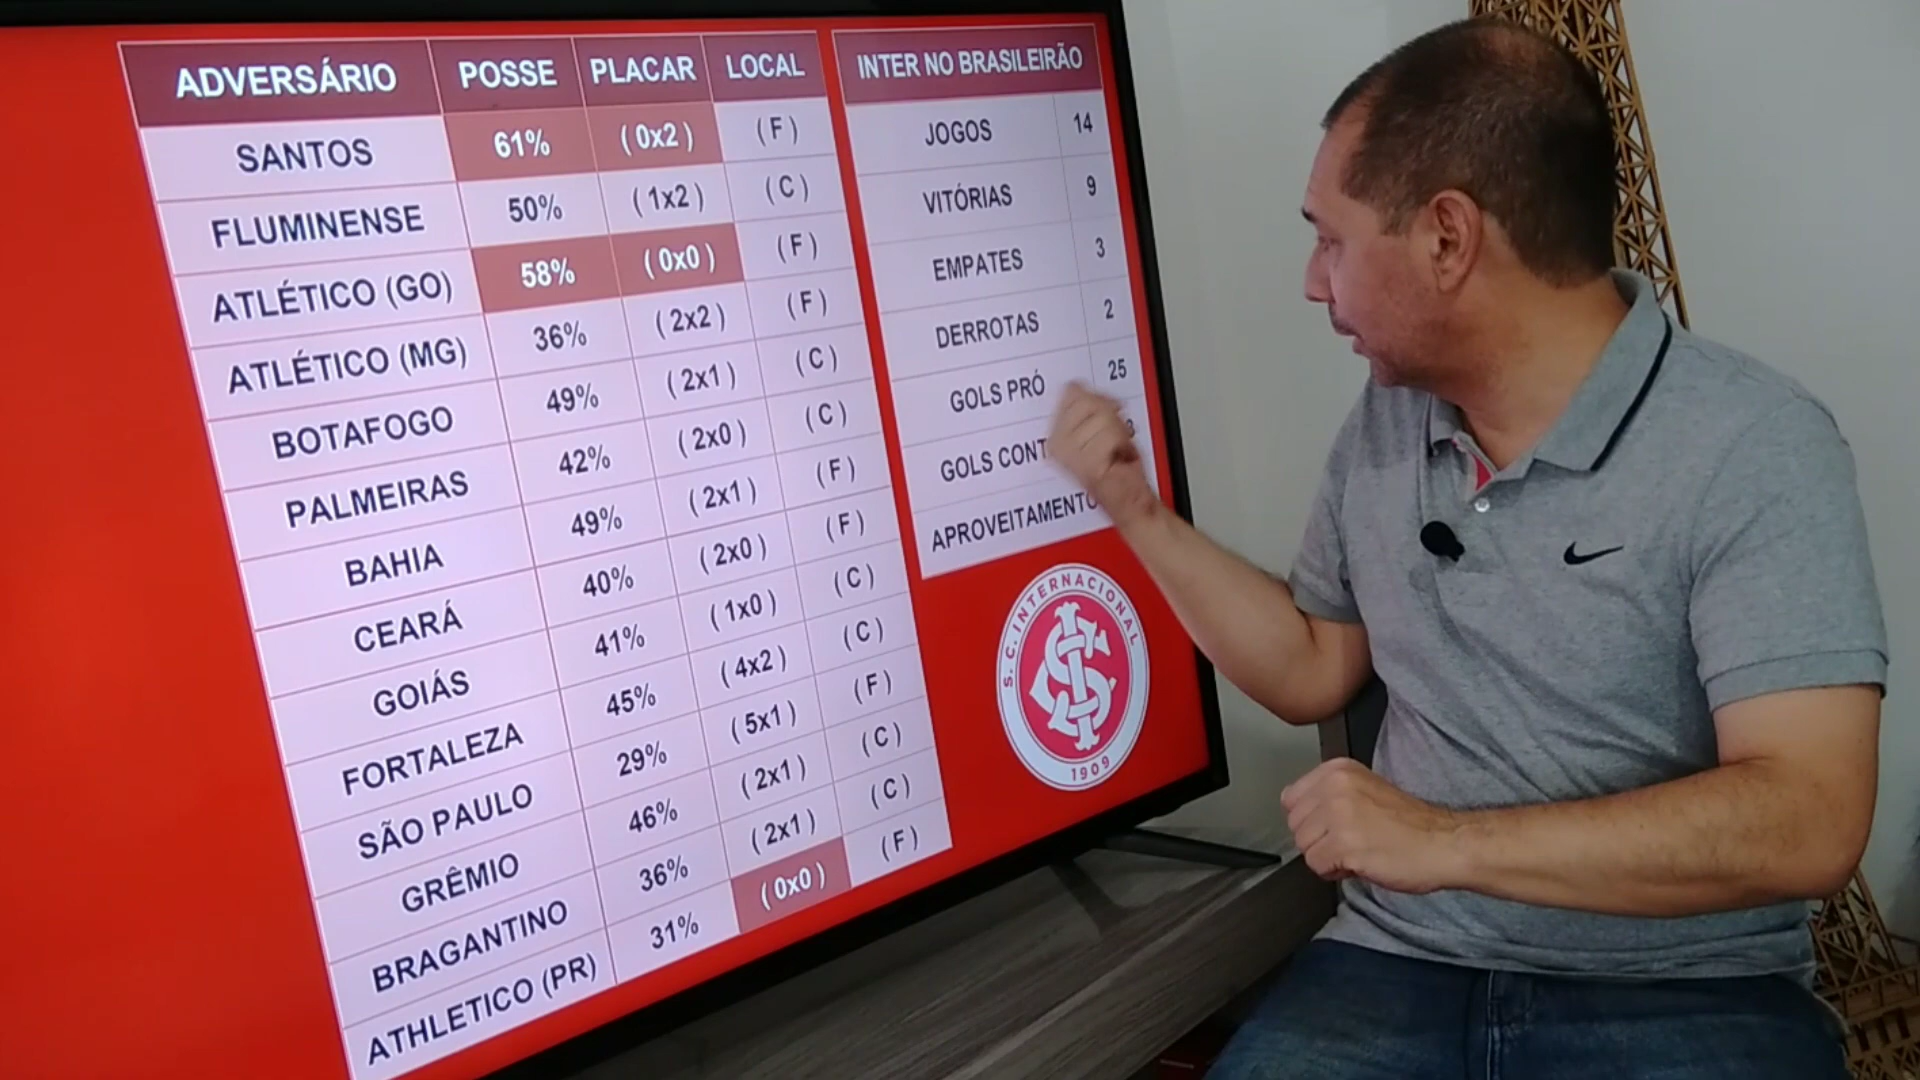 ADVERSÁRIO POSSE PLACAR LOCAL
SANTOS 61% ( 0x2 ) ( F )
FLUMINENSE 50% ( 1x2 ) ( C )
ATLÉTICO (GO) 58% ( 0x0 ) ( F )
ATLÉTICO (MG) 36% ( 2x2 ) ( F )
BOTAFOGO 49% ( 2x1 ) ( C )
PALMEIRAS 42% ( 2x0 ) ( C )
BAHIA 49% ( 2x1 ) ( F )
CEARÁ 40% ( 2x0 ) ( F )
GOIÁS 41% ( 1x0 ) ( C )
FORTALEZA 45% ( 4x2 ) ( C )
SÃO PAULO 29% ( 5x1 ) ( F )
GRÊMIO 46% ( 2x1 ) ( C )
BRAGANTINO 36% ( 2x1 ) ( C )
ATHLETICO (PR) 31% ( 0x0 ) ( F )
INTER NO BRASILEIRÃO
JOGOS 14
VITÓRIAS 9
EMPATES 3
DERROTAS 2
GOLS PRÓ 25
GOLS CONT
APROVEITAMENTO
S. C. INTERNACIONAL
1909